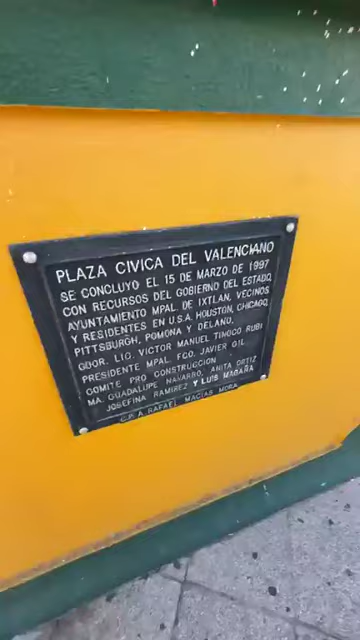 PLAZA CIVICA DEL VALENCIANO
SE CONCLUYO EL 15 DE MARZO DE 1997
CON RECURSOS DEL GOBIERNO DEL ESTADO,
AYUNTAMIENTO MPAL. DE IXTLAN, VECINOS
Y RESIDENTES EN U.S.A. HOUSTON, CHICAGO,
PITTSBURGH, POMONA Y DELANO,
GDOR. LIC. VICTOR MANUEL TINOCO RUBI
PRESIDENTE MPAL. FCO. JAVIER GIL
COMITE PRO CONSTRUCCION
MA. GUADALUPE NAVARRO, ANITA ORTIZ
JOSEFINA RAMIREZ Y LUIS MAGAÑA
RAFAEL MACIAS MORA